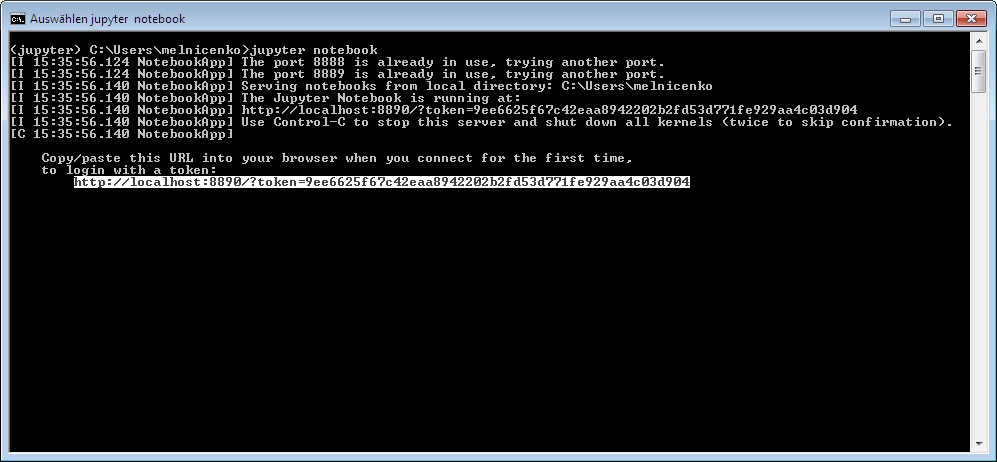 Auswählen jupyter notebook
(jupyter) C:\Users\melnicenko>jupyter notebook
[I 15:35:56.124 NotebookApp] The port 8888 is already in use, trying another port.
[I 15:35:56.124 NotebookApp] The port 8889 is already in use, trying another port.
[I 15:35:56.140 NotebookApp] Serving notebooks from local directory: C:\Users\melnicenko
[I 15:35:56.140 NotebookApp] The Jupyter Notebook is running at:
[I 15:35:56.140 NotebookApp] http://localhost:8890/?token=9ee6625f67c42eaa8942202b2fd53d771fe929aa4c03d904
[I 15:35:56.140 NotebookApp] Use Control-C to stop this server and shut down all kernels (twice to skip confirmation).
[C 15:35:56.140 NotebookApp]
Copy/paste this URL into your browser when you connect for the first time,
to login with a token:
http://localhost:8890/?token=9ee6625f67c42eaa8942202b2fd53d771fe929aa4c03d904